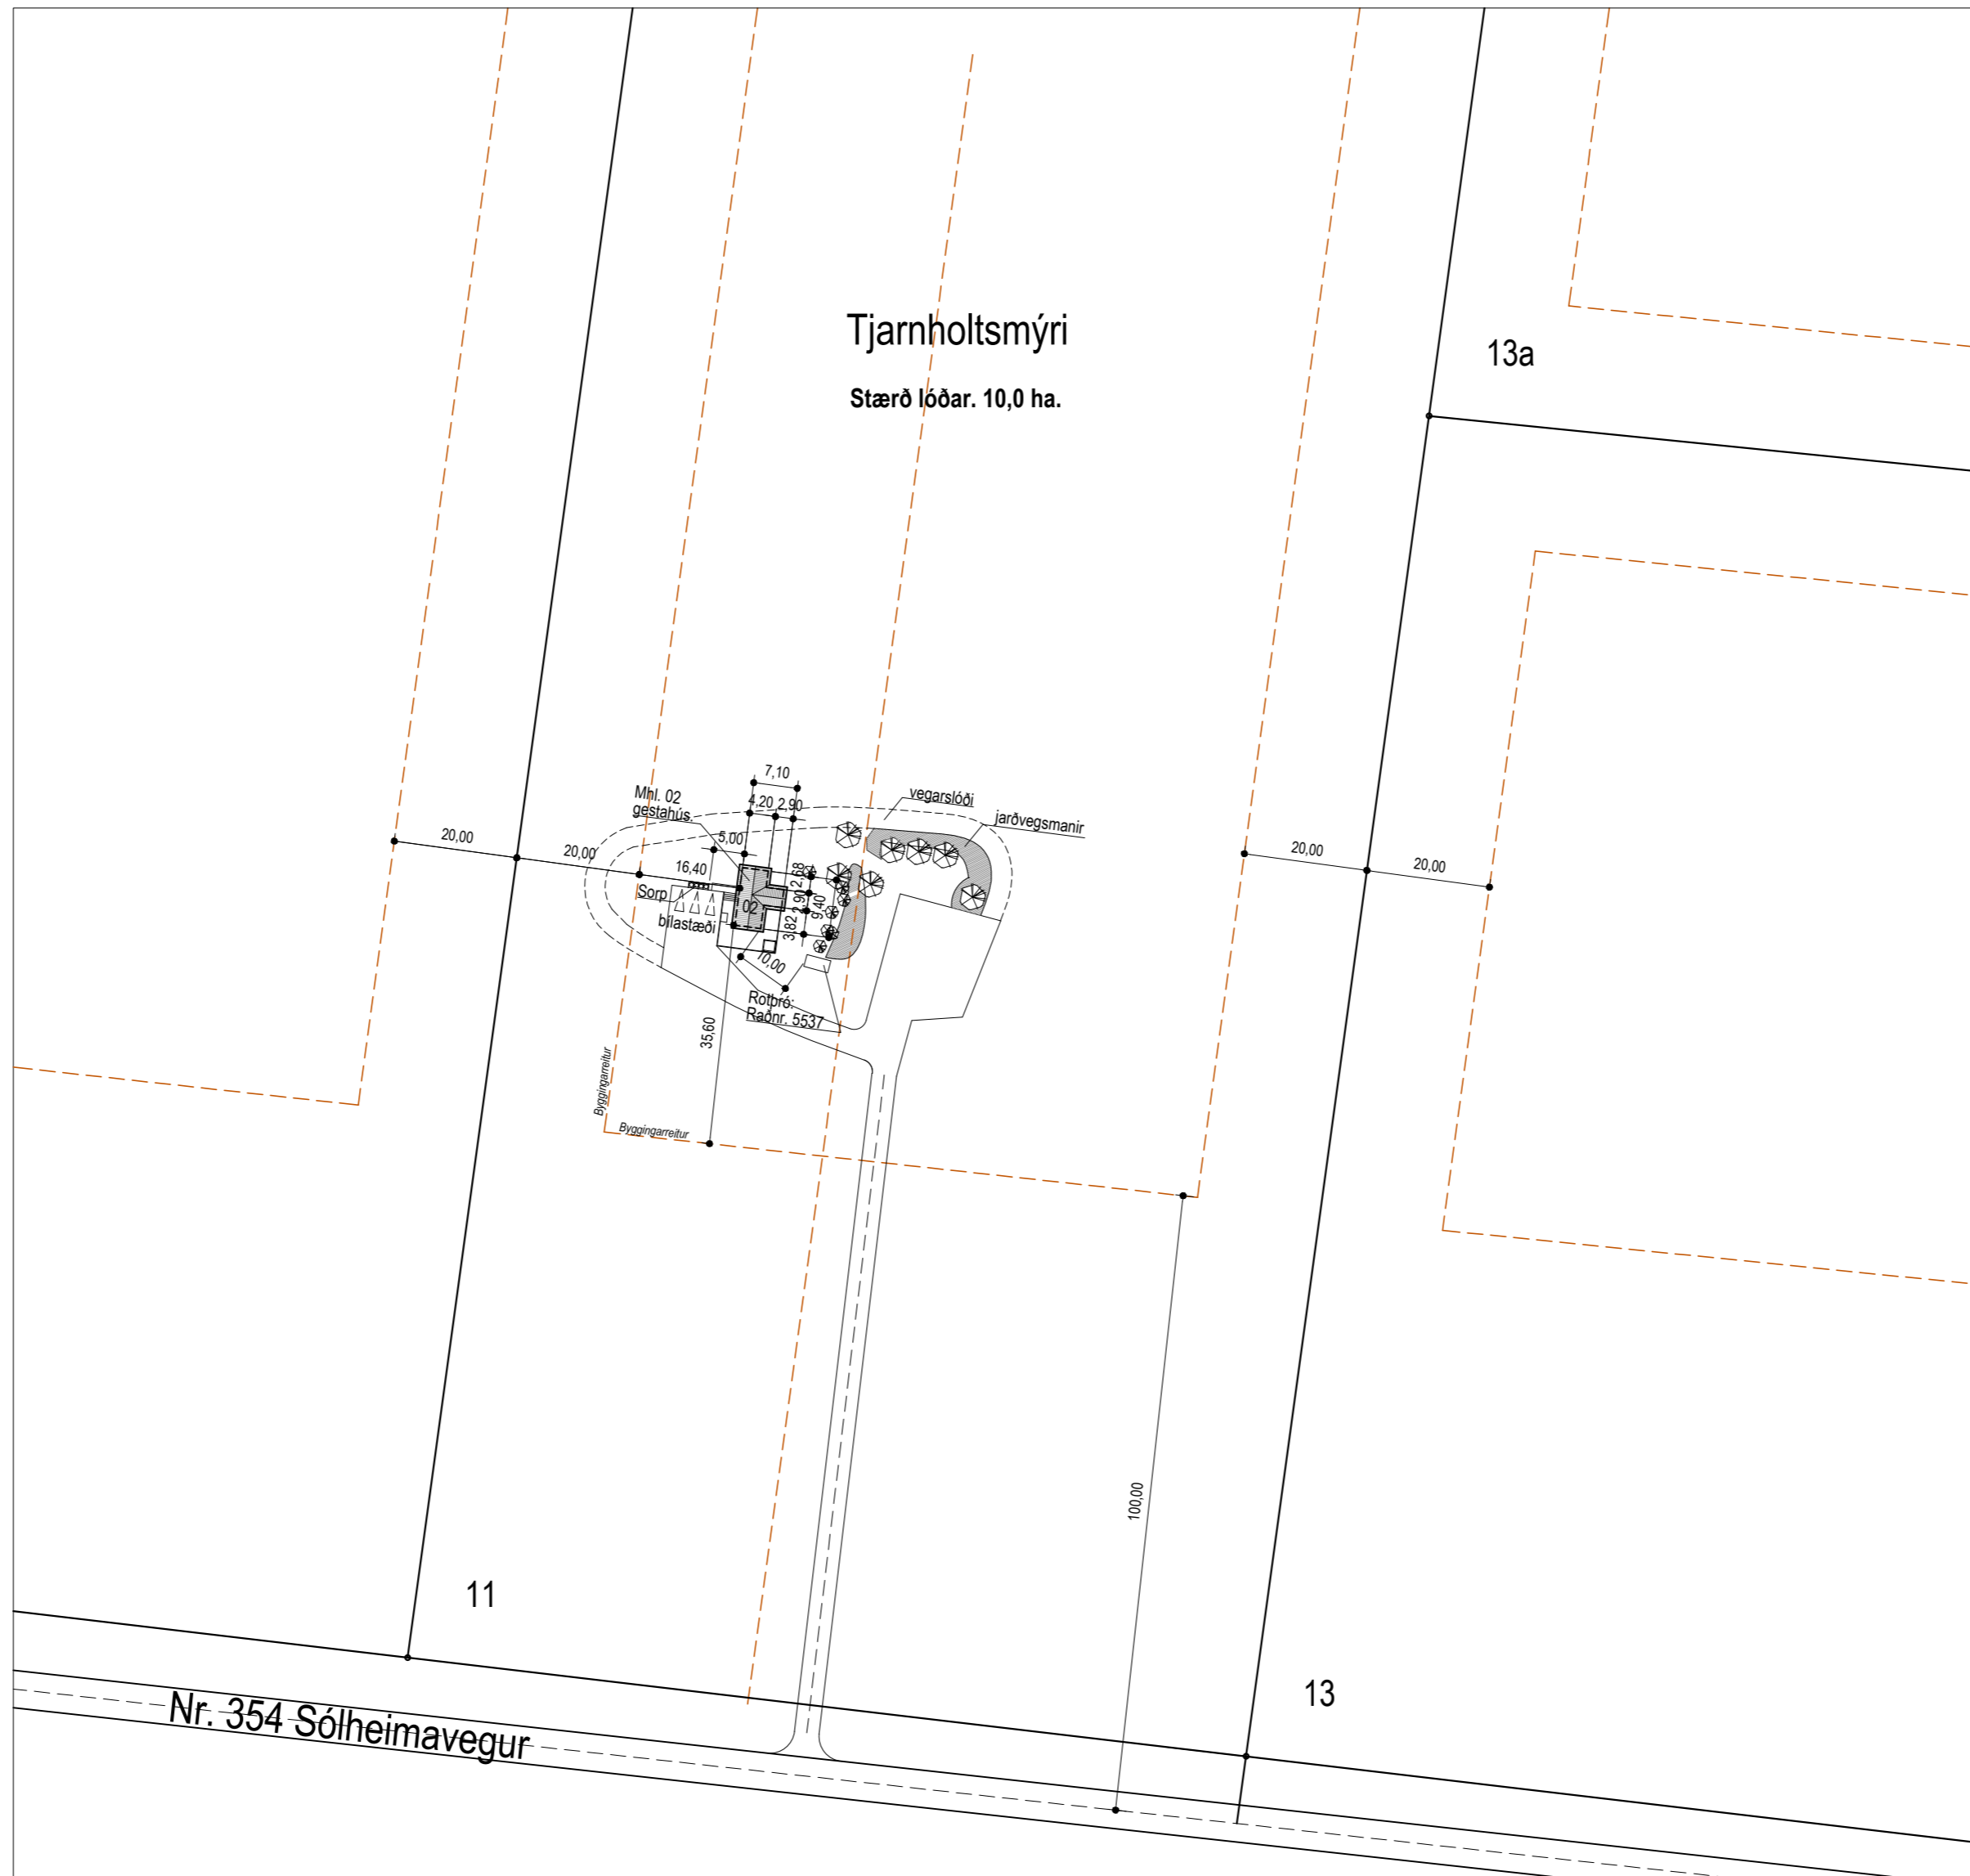 Tjarnholtsmýri
Stærð lóðar. 10,0 ha.
13a
7,10
Mhl. 02
gestahús.
4,20
2,90
vegarslóði
jarðvegsmanir
5,00
20,00
20,00
16,40
2,68
20,00
20,00
Sorp
02
2,90
9,40
bílastæði
3,82
10,00
Rotþró:
Raðnr. 5537
35,60
Byggingarreitur
Byggingarreitur
100,00
11
13
Nr. 354 Sólheimavegur